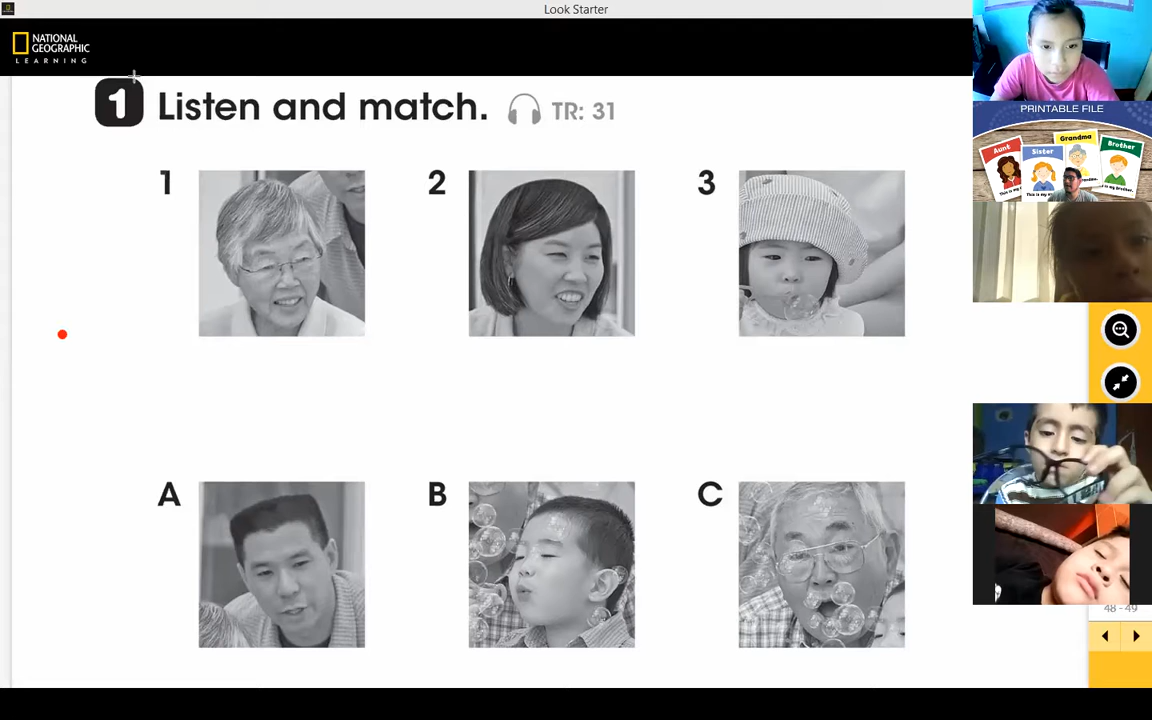 Look Starter
NATIONAL
GEOGRAPHIC
LEARNING
1 Listen and match. TR: 31
1
2
3
A
B
C
PRINTABLE FILE
Aunt
Sister
Grandma
Brother
48 - 49